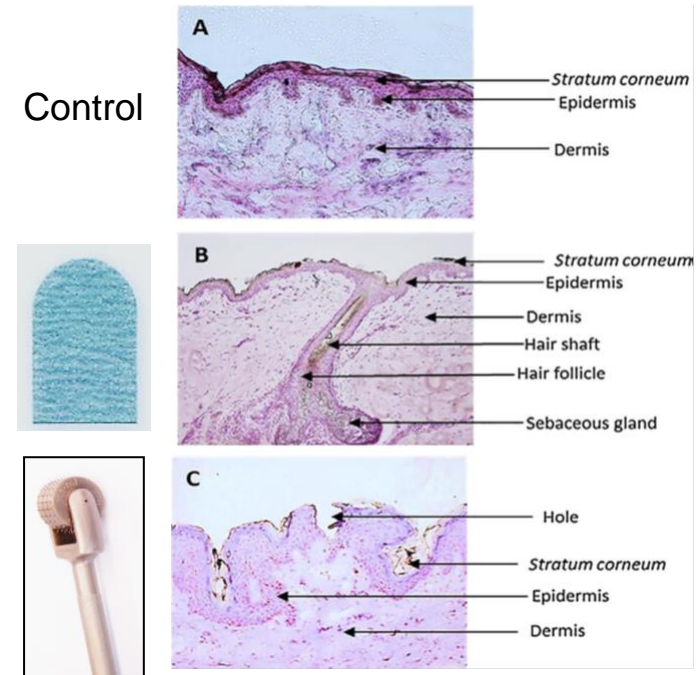 A
Stratum corneum
Epidermis
Control
Dermis
B
Stratum corneum
Epidermis
Dermis
Hair shaft
Hair follicle
Sebaceous gland
C
Hole
Stratum corneum
Epidermis
Dermis